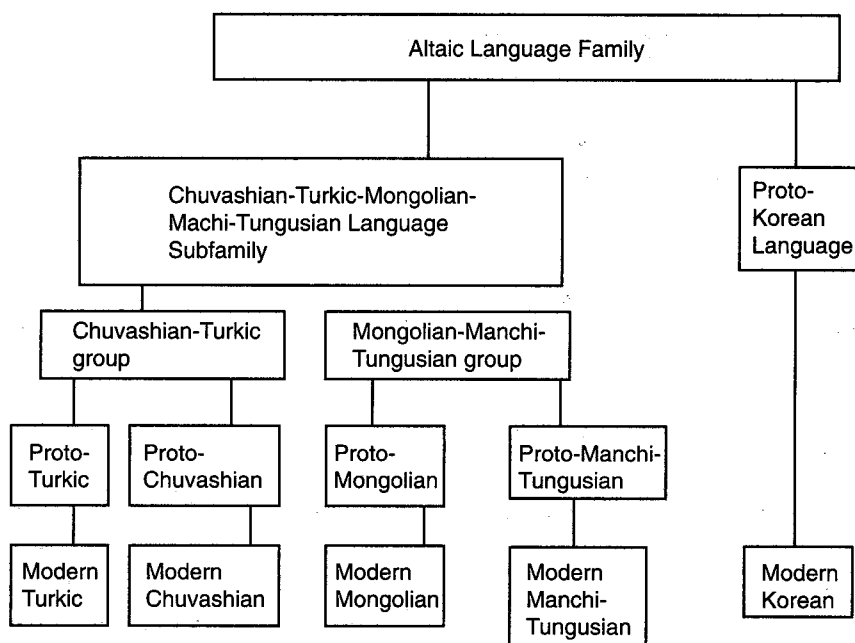 Altaic Language Family
Chuvashian-Turkic-Mongolian-
Machi-Tungusian Language
Subfamily
Proto-
Korean
Language
Chuvashian-Turkic
group
Mongolian-Manchi-
Tungusian group
Proto-
Turkic
Proto-
Chuvashian
Proto-
Mongolian
Proto-Manchi-
Tungusian
Modern
Turkic
Modern
Chuvashian
Modern
Mongolian
Modern
Manchi-
Tungusian
Modern
Korean